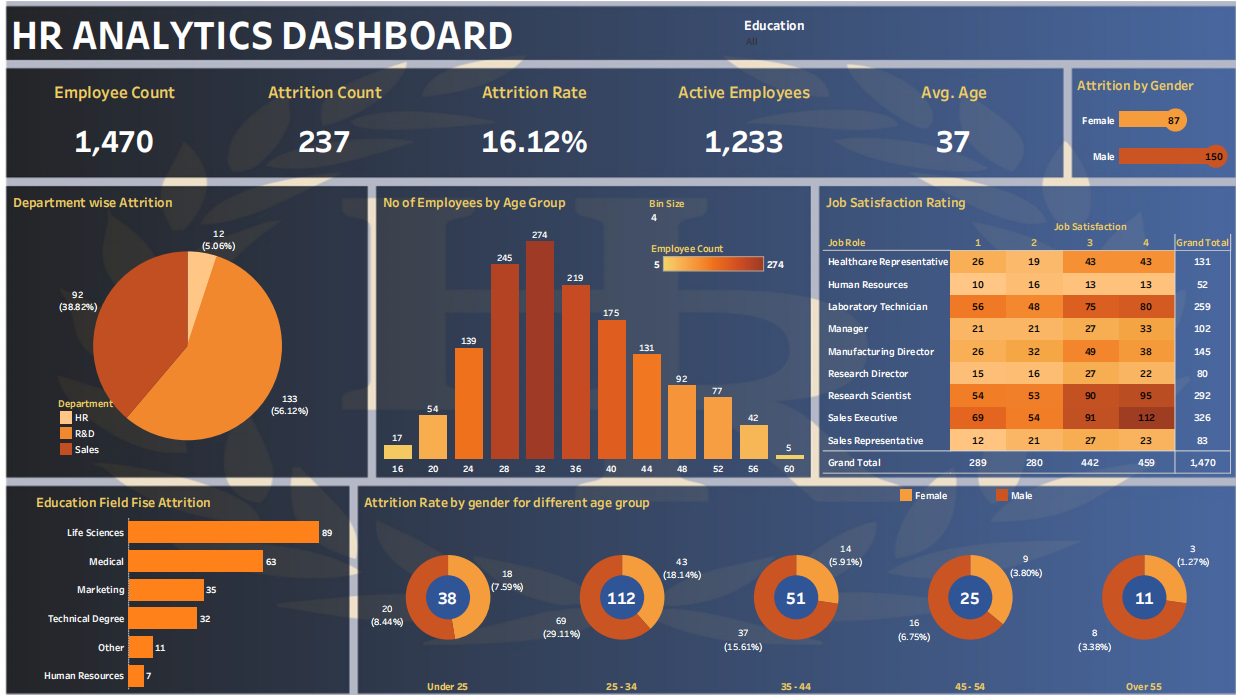 HR ANALYTICS DASHBOARD
Education
All
Employee Count
Attrition Count
Attrition Rate
Active Employees
Avg. Age
1,470
237
16.12%
1,233
37
Attrition by Gender
Female 87
Male 150
Department wise Attrition
12
(5.06%)
92
(38.82%)
133
(56.12%)
Department
HR
R&D
Sales
No of Employees by Age Group
Bin Size
4
Employee Count
5 274
17
54
139
245
274
219
175
131
92
77
42
5
16 20 24 28 32 36 40 44 48 52 56 60
Job Satisfaction Rating
Job Satisfaction
Job Role 1 2 3 4 Grand Total
Healthcare Representative 26 19 43 43 131
Human Resources 10 16 13 13 52
Laboratory Technician 56 48 75 80 259
Manager 21 21 27 33 102
Manufacturing Director 26 32 49 38 145
Research Director 15 16 27 22 80
Research Scientist 54 53 90 95 292
Sales Executive 69 54 91 112 326
Sales Representative 12 21 27 23 83
Grand Total 289 280 442 459 1,470
Education Field Fise Attrition
Life Sciences 89
Medical 63
Marketing 35
Technical Degree 32
Other 11
Human Resources 7
Attrition Rate by gender for different age group
Female
Male
18
(7.59%)
38
20
(8.44%)
Under 25
43
(18.14%)
112
69
(29.11%)
25 - 34
14
(5.91%)
51
37
(15.61%)
35 - 44
9
(3.80%)
25
16
(6.75%)
45 - 54
3
(1.27%)
11
8
(3.38%)
Over 55
HR